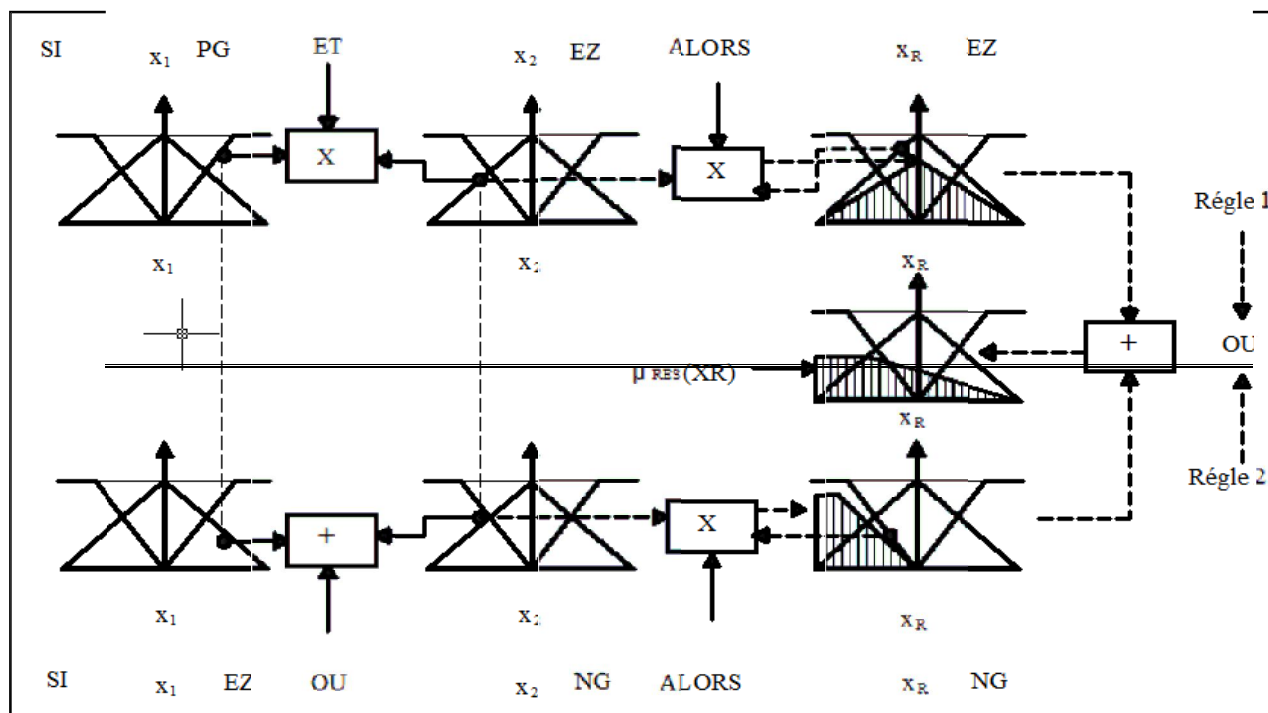 SI x1 PG ET x2 EZ ALORS xR EZ
X
X
Régle 1
x1 x2 xR
+
OU
μ RES(XR)
xR
Régle 2
+
X
x1 x2 xR
SI x1 EZ OU x2 NG ALORS xR NG